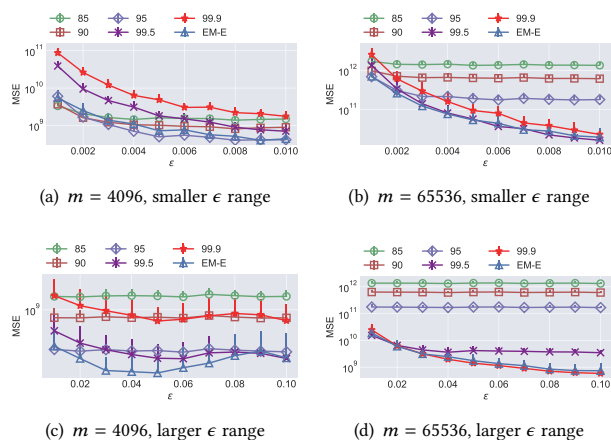 85 95 99.9
90 99.5 EM-E
85 95 99.9
90 99.5 EM-E
10^11
10^10
10^9
MSE
0.002 0.004 0.006 0.008 0.010
ϵ
10^12
10^11
MSE
0.002 0.004 0.006 0.008 0.010
ϵ
(a) m = 4096, smaller ϵ range
(b) m = 65536, smaller ϵ range
85 95 99.9
90 99.5 EM-E
85 95 99.9
90 99.5 EM-E
10^9
MSE
0.02 0.04 0.06 0.08 0.10
ϵ
10^12
10^11
10^10
10^9
MSE
0.02 0.04 0.06 0.08 0.10
ϵ
(c) m = 4096, larger ϵ range
(d) m = 65536, larger ϵ range